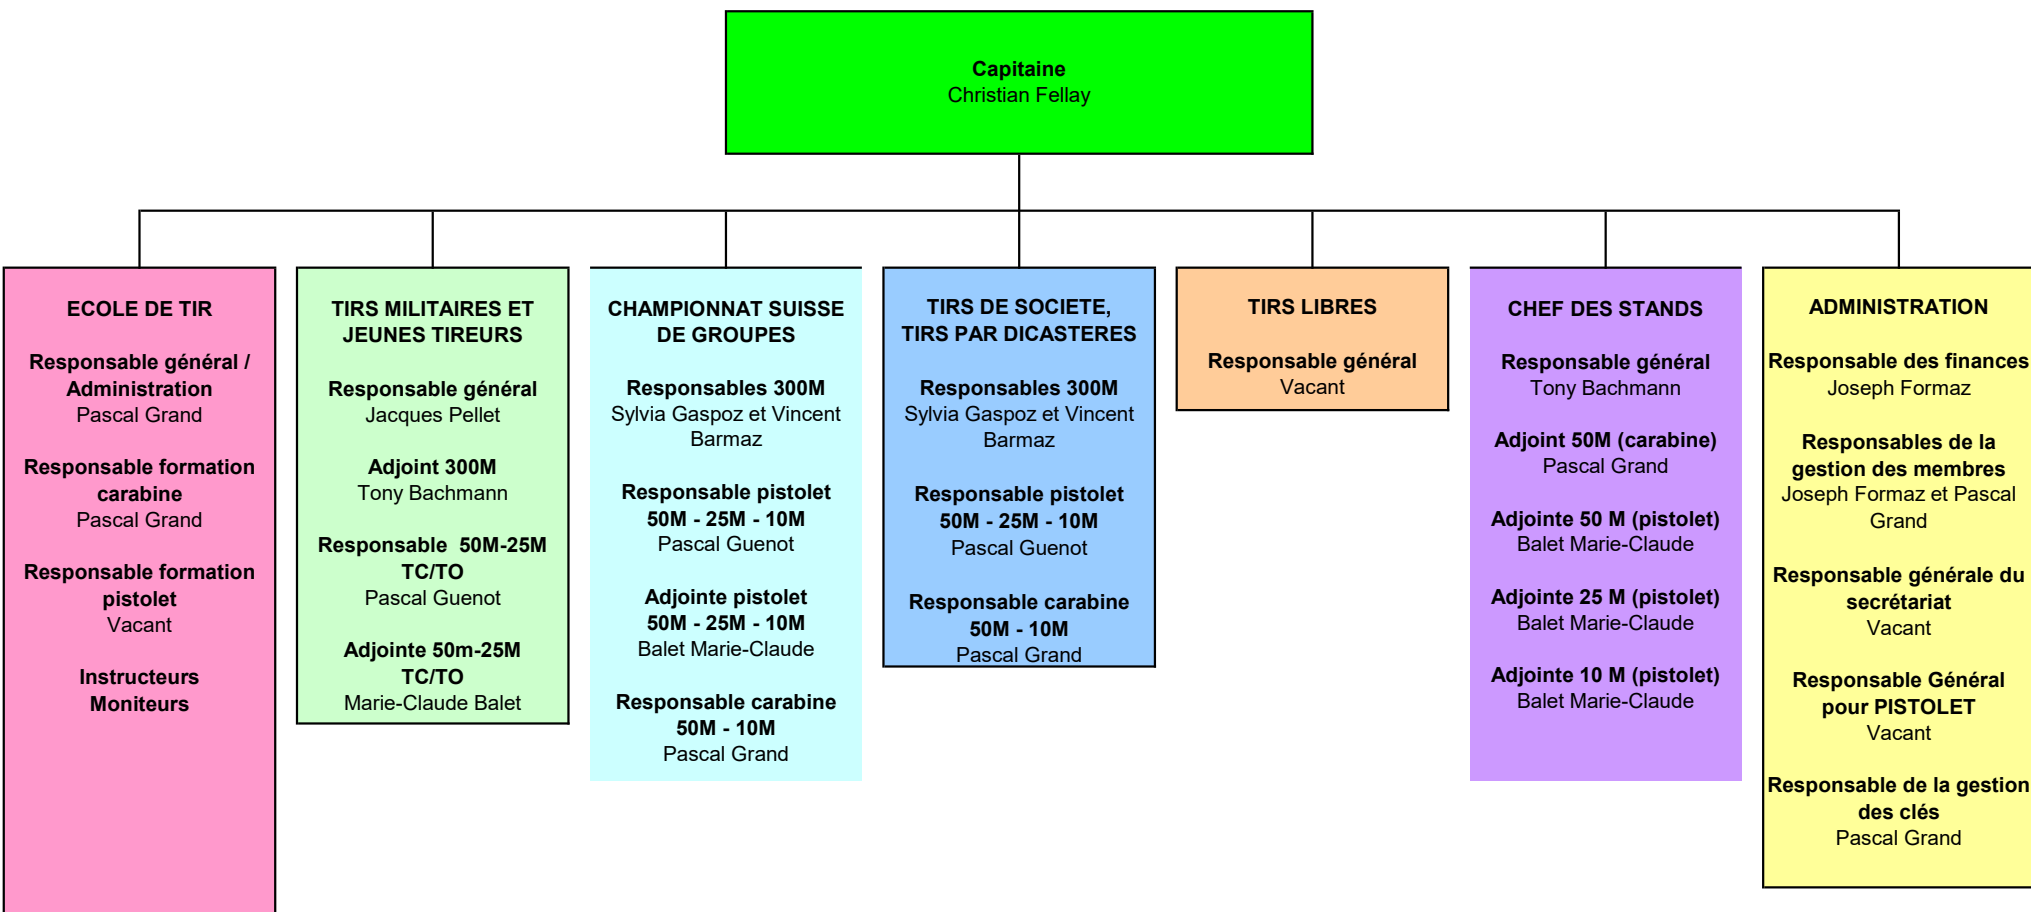 Capitaine
Christian Fellay
ECOLE DE TIR
Responsable général /
Administration
Pascal Grand
Responsable formation
carabine
Pascal Grand
Responsable formation
pistolet
Vacant
Instructeurs
Moniteurs
TIRS MILITAIRES ET
JEUNES TIREURS
Responsable général
Jacques Pellet
Adjoint 300M
Tony Bachmann
Responsable  50M-25M
TC/TO
Pascal Guenot
Adjointe 50m-25M
TC/TO
Marie-Claude Balet
CHAMPIONNAT SUISSE
DE GROUPES
Responsables 300M
Sylvia Gaspoz et Vincent
Barmaz
Responsable pistolet
50M - 25M - 10M
Pascal Guenot
Adjointe pistolet
50M - 25M - 10M
Balet Marie-Claude
Responsable carabine
50M - 10M
Pascal Grand
TIRS DE SOCIETE,
TIRS PAR DICASTERES
Responsables 300M
Sylvia Gaspoz et Vincent
Barmaz
Responsable pistolet
50M - 25M - 10M
Pascal Guenot
Responsable carabine
50M - 10M
Pascal Grand
TIRS LIBRES
Responsable général
Vacant
CHEF DES STANDS
Responsable général
Tony Bachmann
Adjoint 50M (carabine)
Pascal Grand
Adjointe 50 M (pistolet)
Balet Marie-Claude
Adjointe 25 M (pistolet)
Balet Marie-Claude
Adjointe 10 M (pistolet)
Balet Marie-Claude
ADMINISTRATION
Responsable des finances
Joseph Formaz
Responsables de la
gestion des membres
Joseph Formaz et Pascal
Grand
Responsable générale du
secrétariat
Vacant
Responsable Général
pour PISTOLET
Vacant
Responsable de la gestion
des clés
Pascal Grand